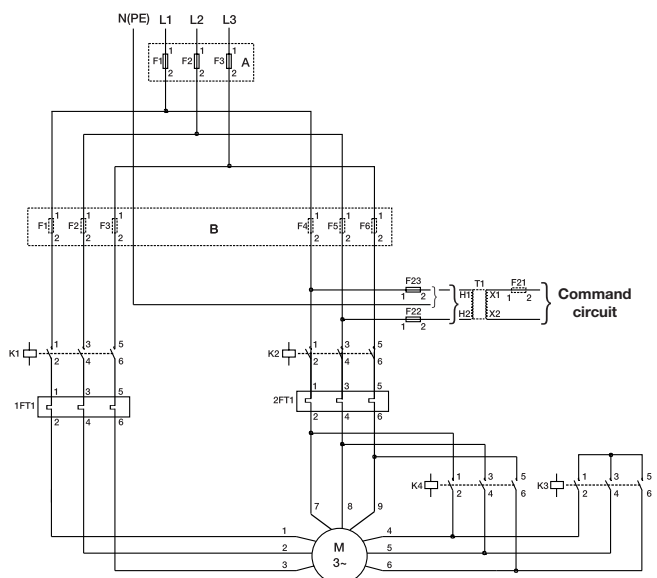 N(PE) L1 L2 L3
F1 1 2 F2 1 2 F3 1 2 A
F1 1 2 F2 1 2 F3 1 2 B F4 1 2 F5 1 2 F6 1 2
F23 1 2
F22 1 2
H1 T1 X1 F21 1 2
H2 X2
Command
circuit
K1 1 3 5
2 4 6
K2 1 3 5
2 4 6
1FT1 1 3 5
2 4 6
2FT1 1 3 5
2 4 6
K4 1 3 5
2 4 6
K3 1 3 5
2 4 6
7 8 9
1 4
2 5
3 6
M
3~